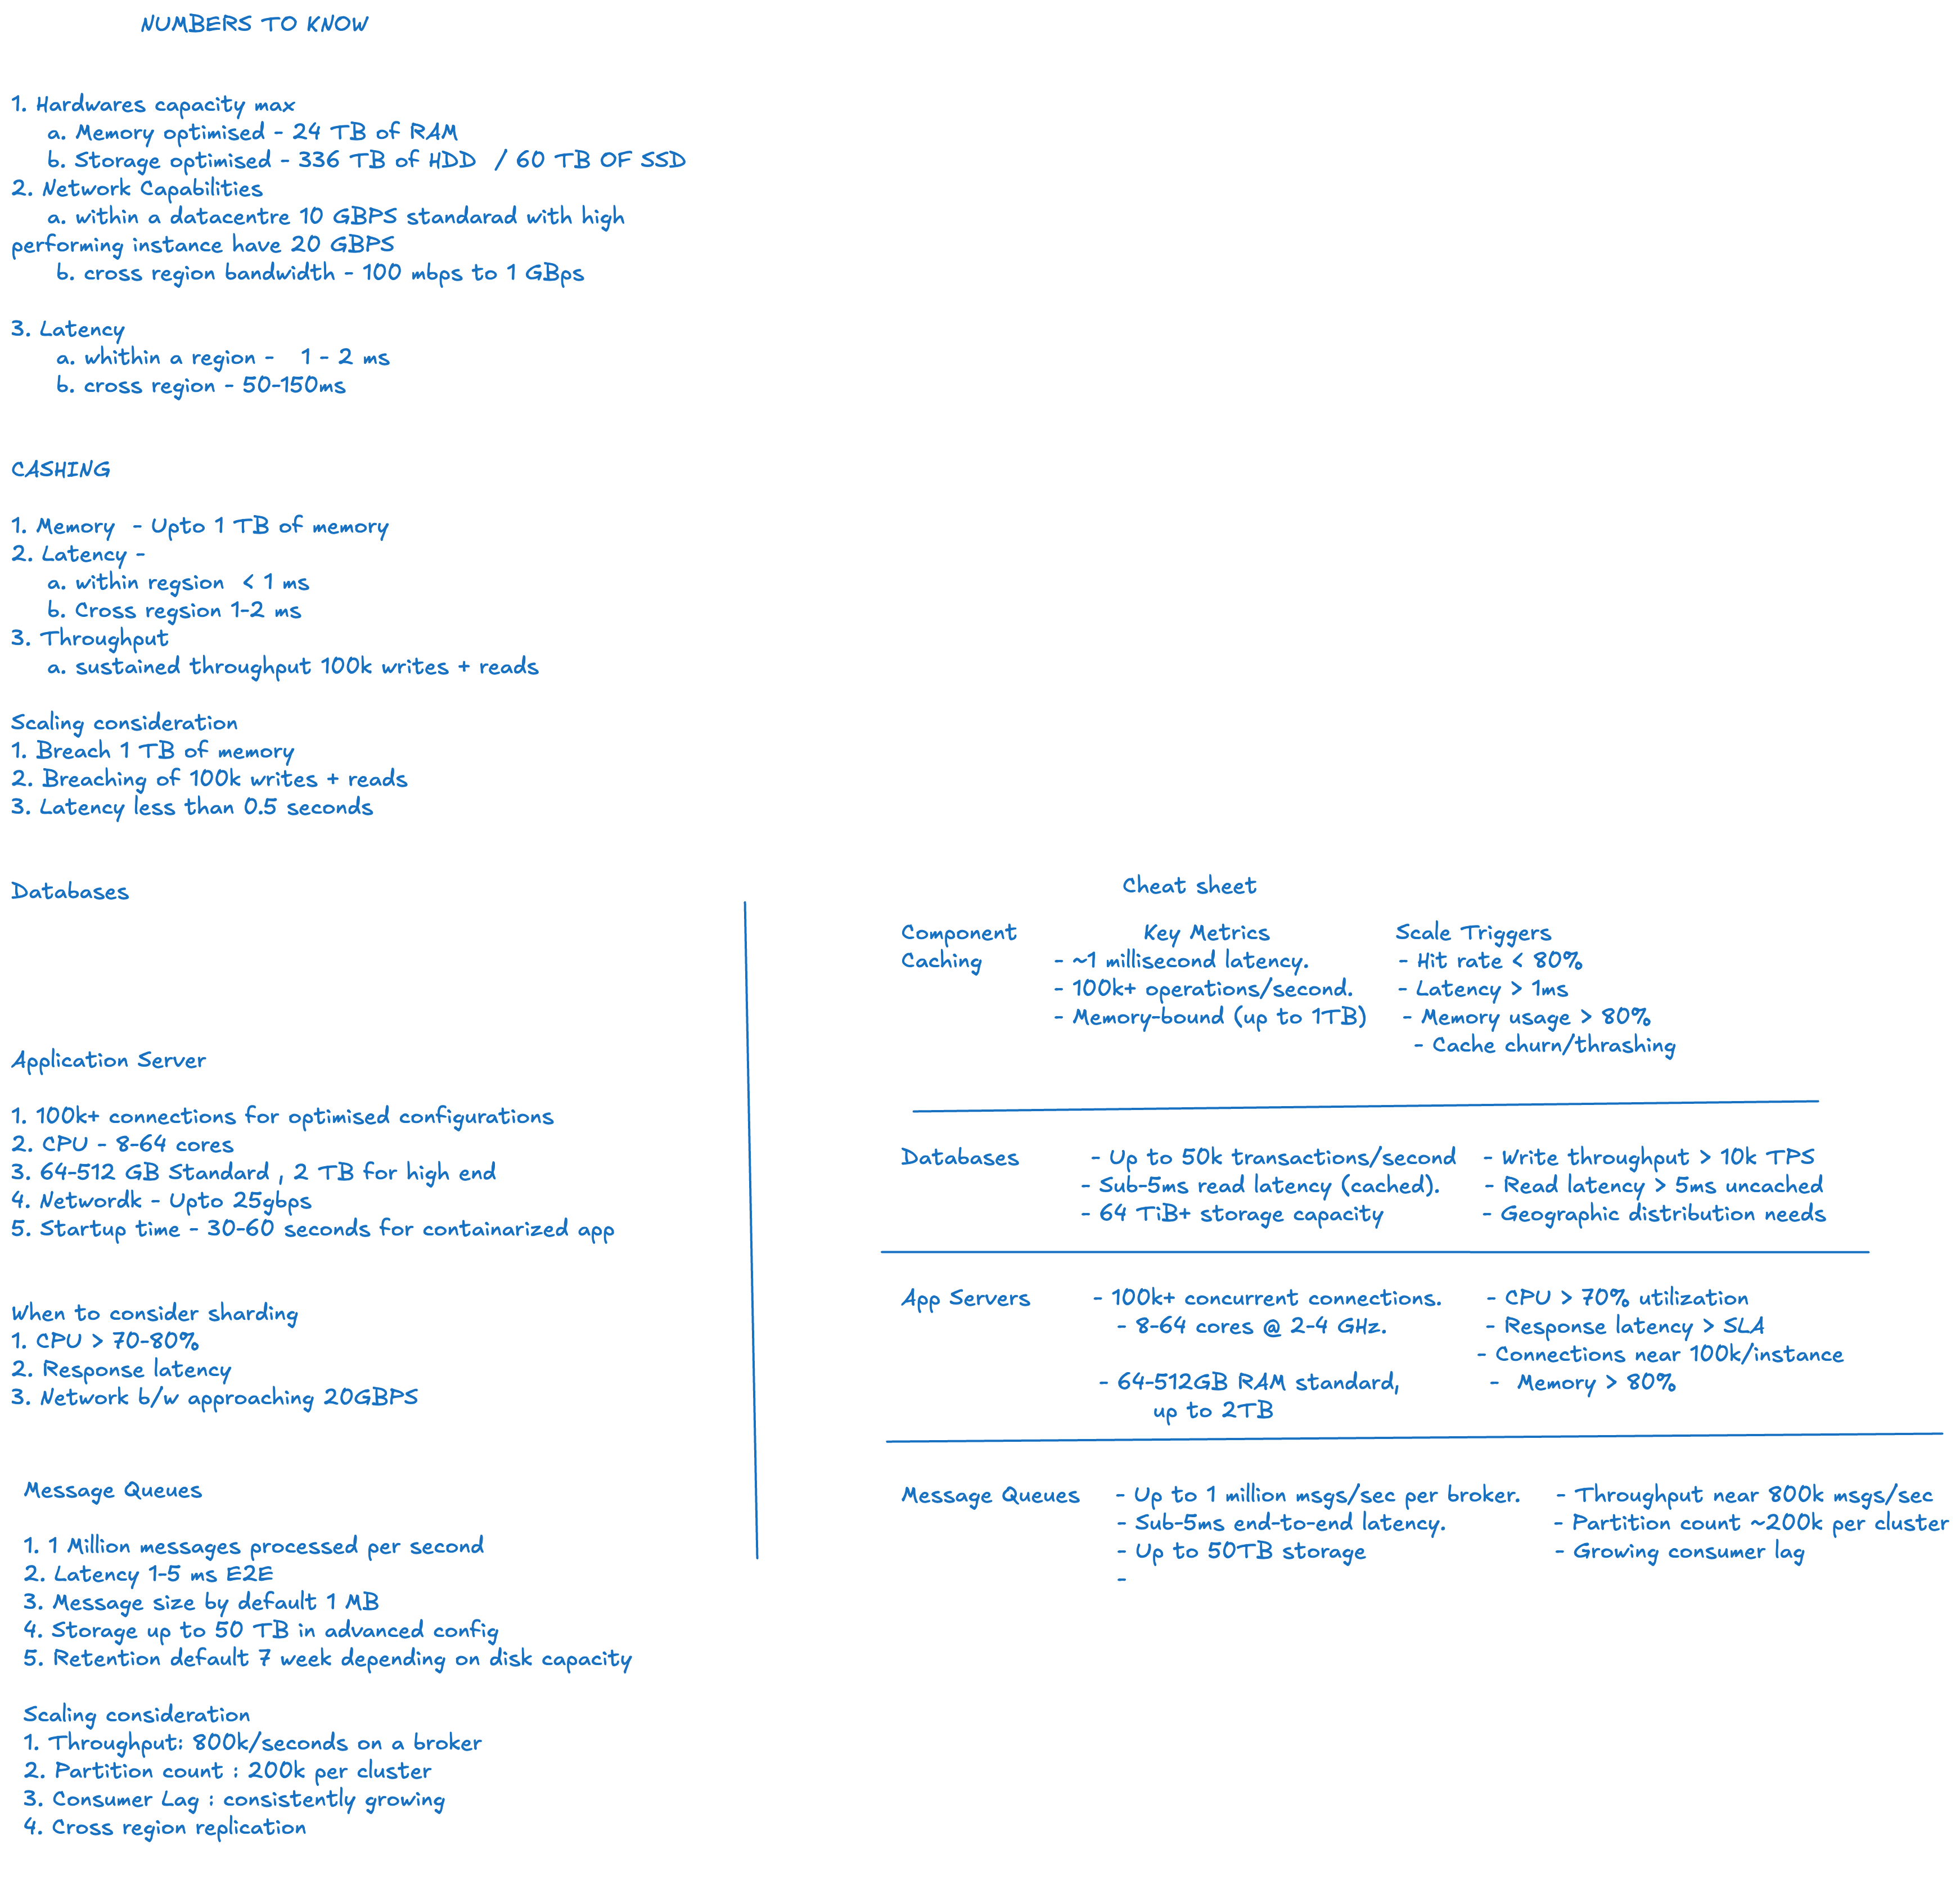 NUMBERS TO KNOW
1. Hardwares capacity max
a. Memory optimised - 24 TB of RAM
b. Storage optimised - 336 TB of HDD / 60 TB OF SSD
2. Network Capabilities
a. within a datacentre 10 GBPS standarad with high
performing instance have 20 GBPS
b. cross region bandwidth - 100 mbps to 1 GBps
3. Latency
a. whithin a region - 1 - 2 ms
b. cross region - 50-150ms
CASHING
1. Memory - Upto 1 TB of memory
2. Latency -
a. within regsion < 1 ms
b. Cross regsion 1-2 ms
3. Throughput
a. sustained throughput 100k writes + reads
Scaling consideration
1. Breach 1 TB of memory
2. Breaching of 100k writes + reads
3. Latency less than 0.5 seconds
Databases
Application Server
1. 100k+ connections for optimised configurations
2. CPU - 8-64 cores
3. 64-512 GB Standard , 2 TB for high end
4. Networdk - Upto 25gbps
5. Startup time - 30-60 seconds for containarized app
When to consider sharding
1. CPU > 70-80%
2. Response latency
3. Network b/w approaching 20GBPS
Message Queues
1. 1 Million messages processed per second
2. Latency 1-5 ms E2E
3. Message size by default 1 MB
4. Storage up to 50 TB in advanced config
5. Retention default 7 week depending on disk capacity
Scaling consideration
1. Throughput: 800k/seconds on a broker
2. Partition count : 200k per cluster
3. Consumer Lag : consistently growing
4. Cross region replication
Cheat sheet
Component Key Metrics Scale Triggers
Caching - ~1 millisecond latency. - Hit rate < 80%
- 100k+ operations/second. - Latency > 1ms
- Memory-bound (up to 1TB) - Memory usage > 80%
- Cache churn/thrashing
Databases - Up to 50k transactions/second - Write throughput > 10k TPS
- Sub-5ms read latency (cached). - Read latency > 5ms uncached
- 64 TiB+ storage capacity - Geographic distribution needs
App Servers - 100k+ concurrent connections. - CPU > 70% utilization
- 8-64 cores @ 2-4 GHz. - Response latency > SLA
- Connections near 100k/instance
- 64-512GB RAM standard, - Memory > 80%
up to 2TB
Message Queues - Up to 1 million msgs/sec per broker. - Throughput near 800k msgs/sec
- Sub-5ms end-to-end latency. - Partition count ~200k per cluster
- Up to 50TB storage - Growing consumer lag
-